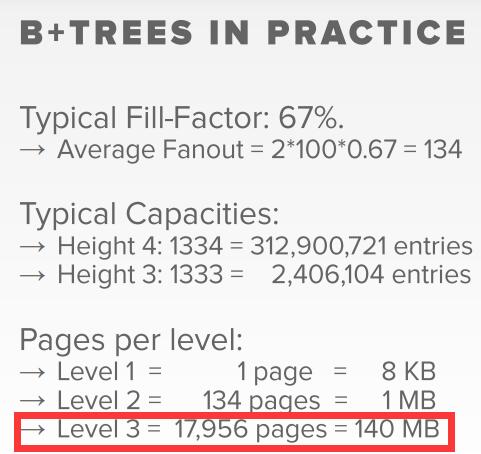 B+TREES IN PRACTICE
Typical Fill-Factor: 67%.
→ Average Fanout = 2*100*0.67 = 134
Typical Capacities:
→ Height 4: 1334 = 312,900,721 entries
→ Height 3: 1333 = 2,406,104 entries
Pages per level:
→ Level 1 = 1 page = 8 KB
→ Level 2 = 134 pages = 1 MB
→ Level 3 = 17,956 pages = 140 MB